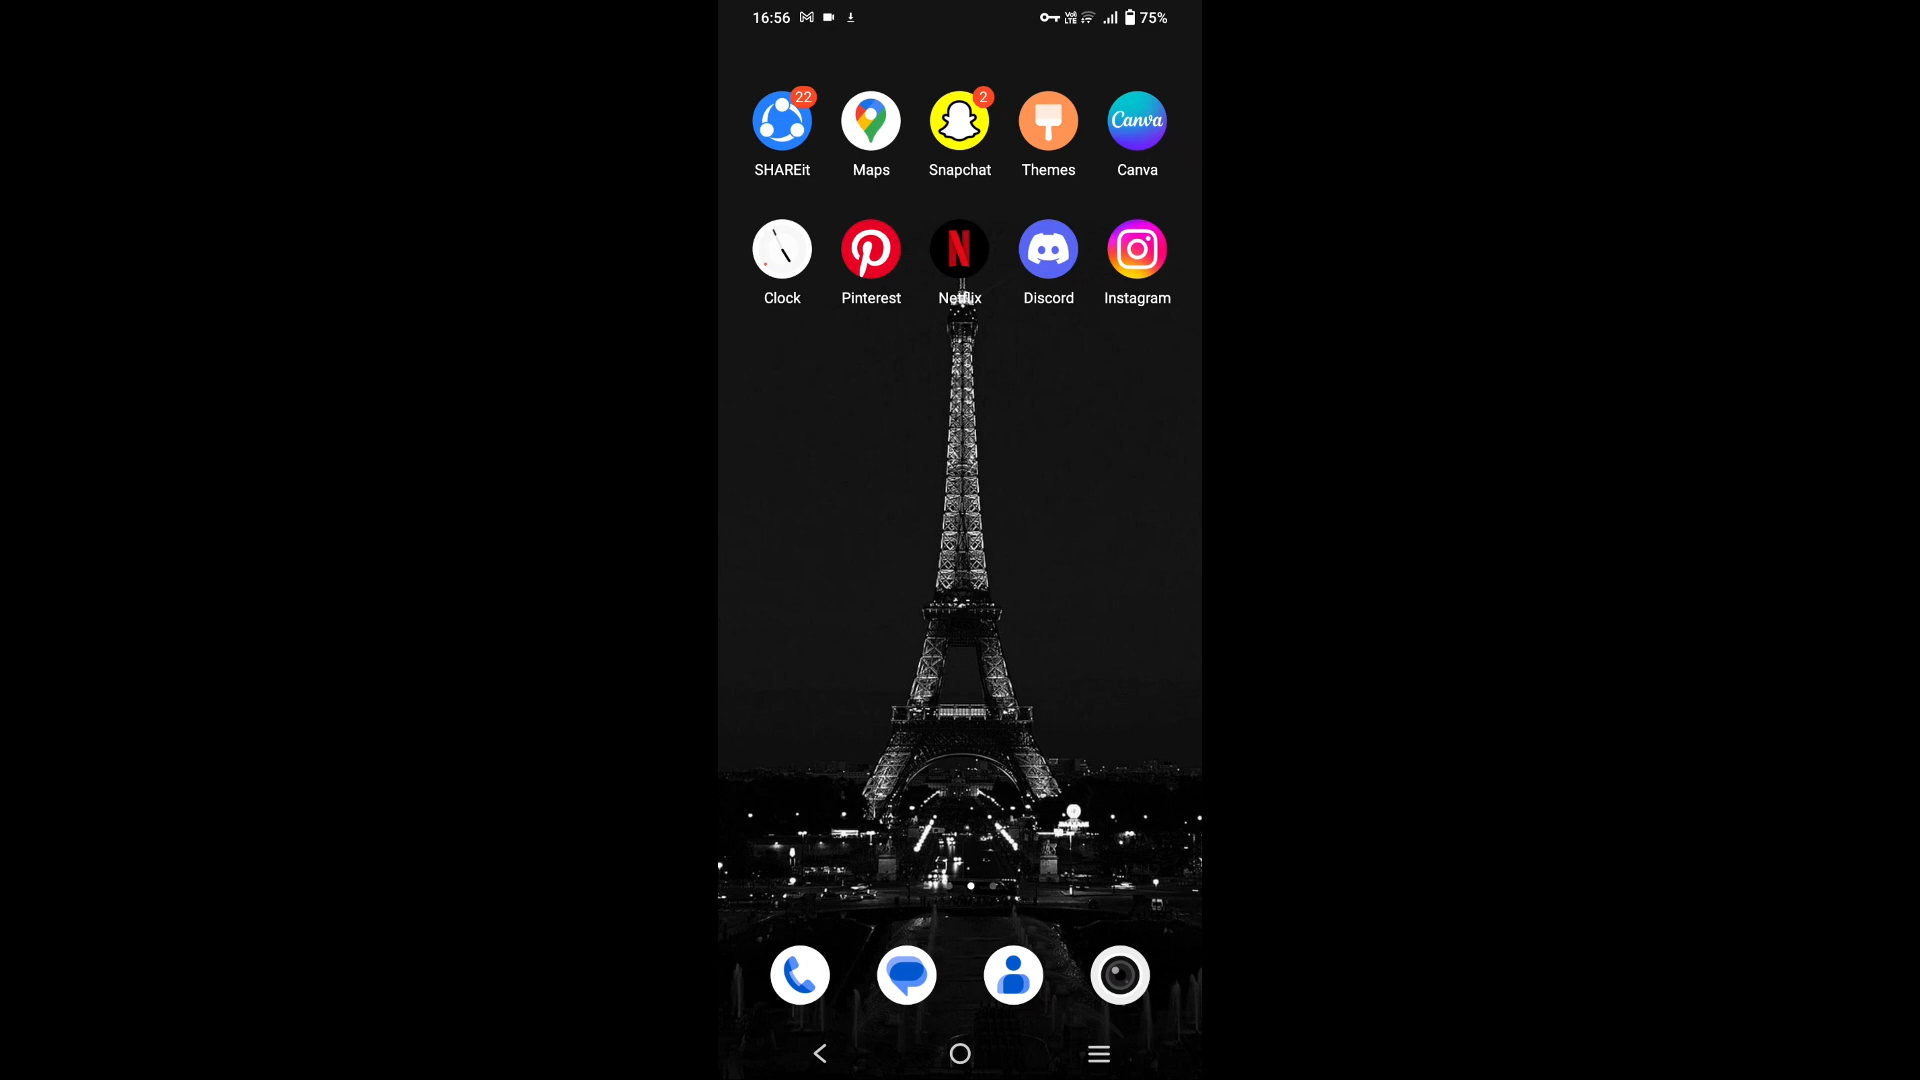 16:56 75%
22 2
Canva
SHAREit Maps Snapchat Themes Canva
N
Clock Pinterest Netflix Discord Instagram